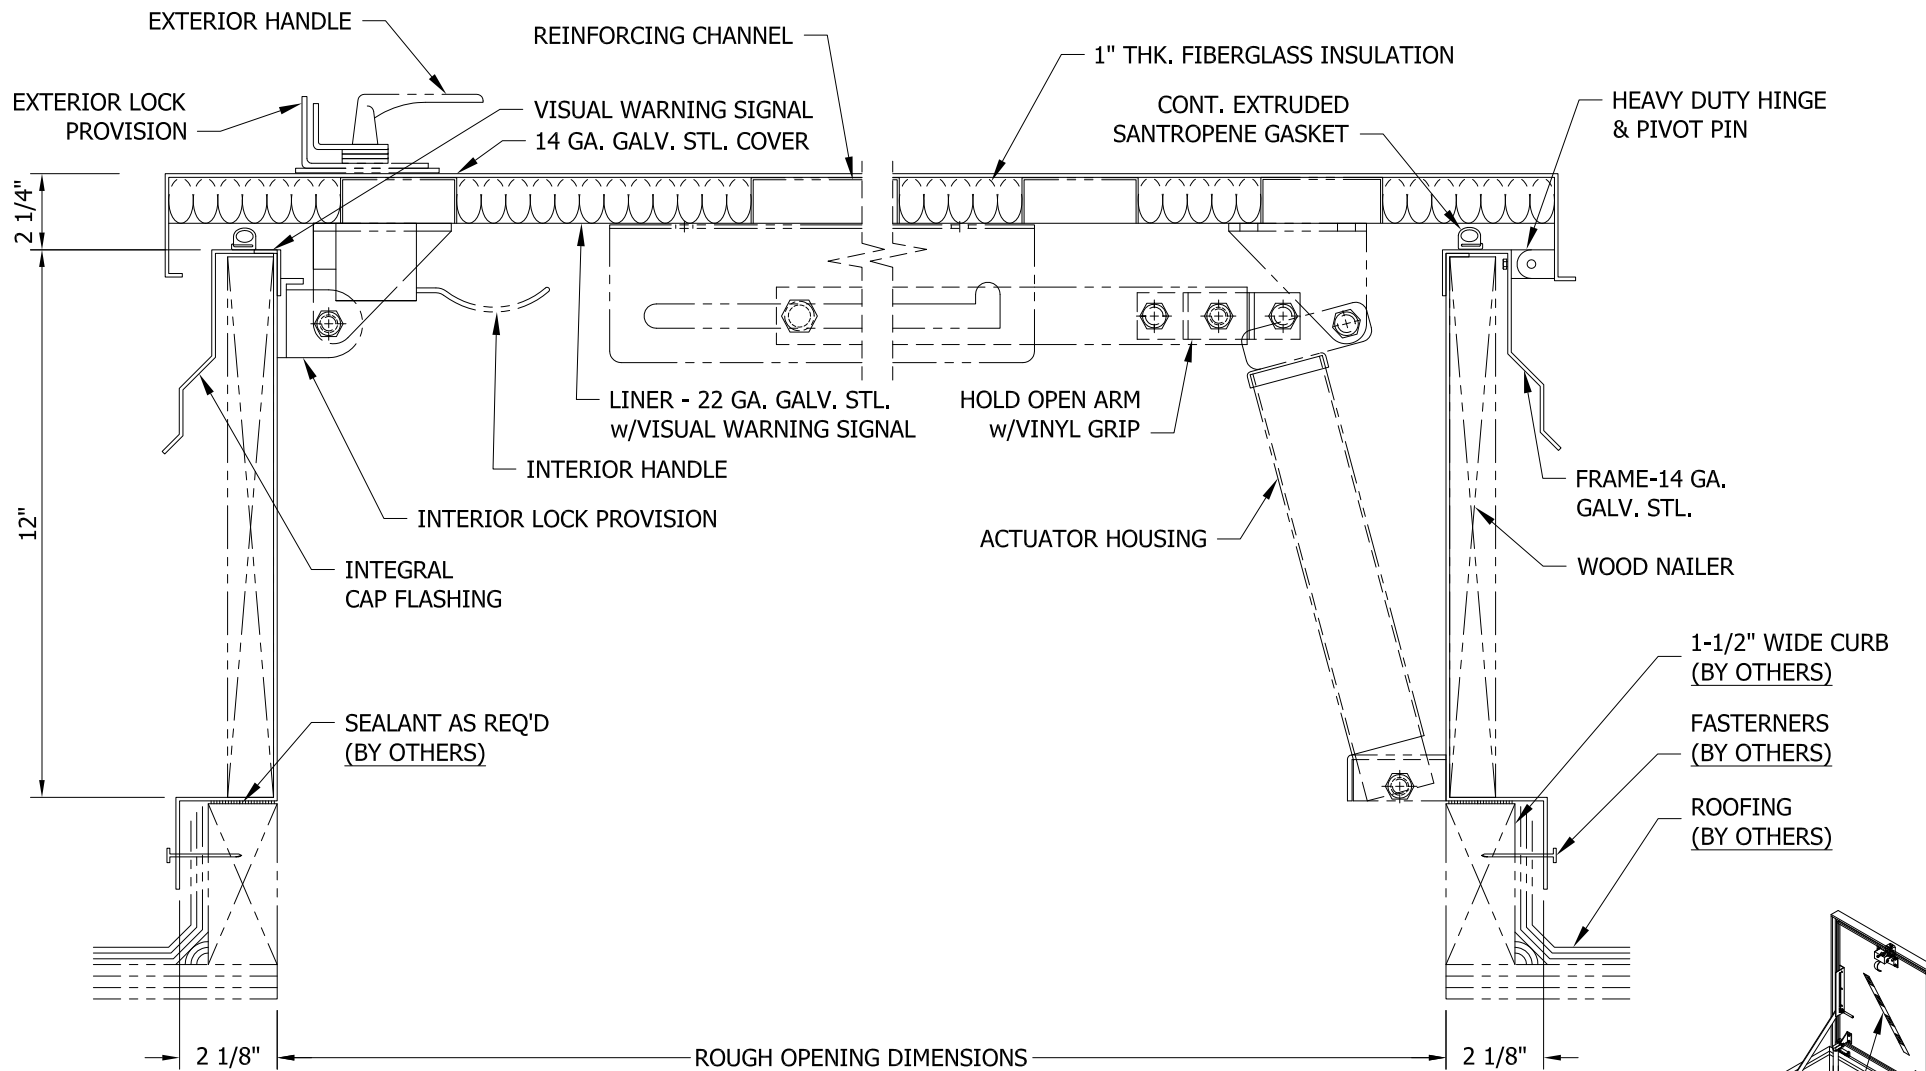 EXTERIOR HANDLE
REINFORCING CHANNEL
1" THK. FIBERGLASS INSULATION
EXTERIOR LOCK
PROVISION
VISUAL WARNING SIGNAL
14 GA. GALV. STL. COVER
CONT. EXTRUDED
SANTROPENE GASKET
HEAVY DUTY HINGE
& PIVOT PIN
2 1/4"
12"
LINER - 22 GA. GALV. STL.
w/VISUAL WARNING SIGNAL
HOLD OPEN ARM
w/VINYL GRIP
INTERIOR HANDLE
INTERIOR LOCK PROVISION
INTEGRAL
CAP FLASHING
ACTUATOR HOUSING
FRAME-14 GA.
GALV. STL.
WOOD NAILER
1-1/2" WIDE CURB
(BY OTHERS)
SEALANT AS REQ'D
(BY OTHERS)
FASTERNERS
(BY OTHERS)
ROOFING
(BY OTHERS)
2 1/8"
ROUGH OPENING DIMENSIONS
2 1/8"